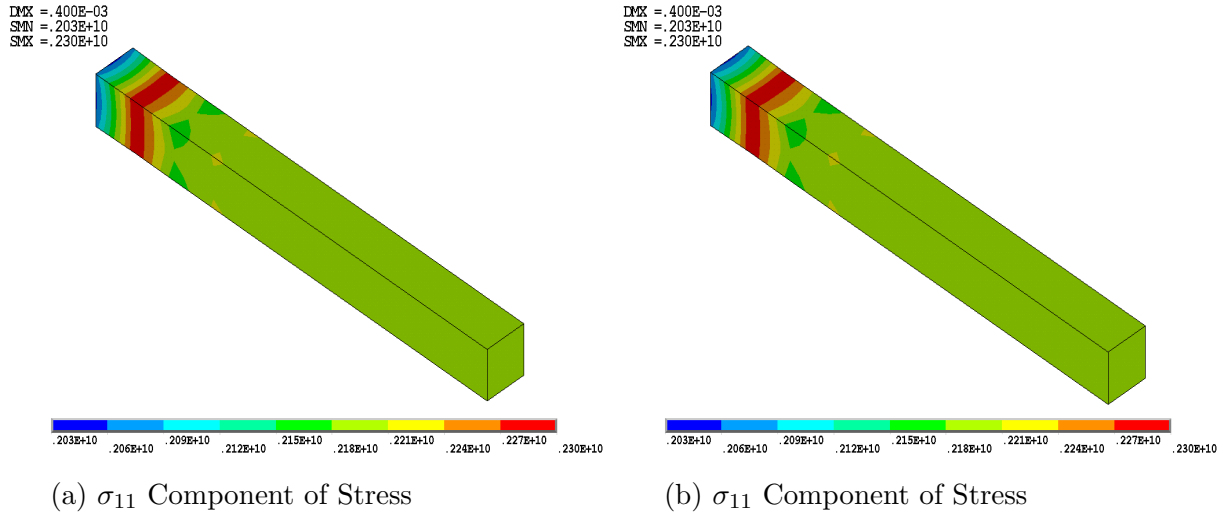 DMX =.400E-03
SMN =.203E+10
SMX =.230E+10
.203E+10 .206E+10 .209E+10 .212E+10 .215E+10 .218E+10 .221E+10 .224E+10 .227E+10 .230E+10
(a) σ11 Component of Stress
DMX =.400E-03
SMN =.203E+10
SMX =.230E+10
.203E+10 .206E+10 .209E+10 .212E+10 .215E+10 .218E+10 .221E+10 .224E+10 .227E+10 .230E+10
(b) σ11 Component of Stress